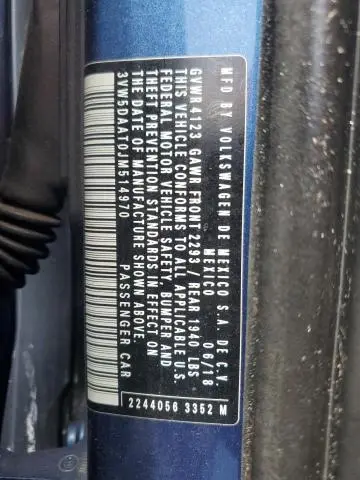 MFD BY VOLKSWAGEN DE MEXICO S.A. DE C.V.
MEXICO 06/18
GVWR 4123 GAWR FRONT 2293 / REAR 1940 LBS
THIS VEHICLE CONFORMS TO ALL APPLICABLE U.S.
FEDERAL MOTOR VEHICLE SAFETY, BUMPER AND
THEFT PREVENTION STANDARDS IN EFFECT ON
THE DATE OF MANUFACTURE SHOWN ABOVE.
3VW5DAAT0JM514970 PASSENGER CAR
2244056 3352 M